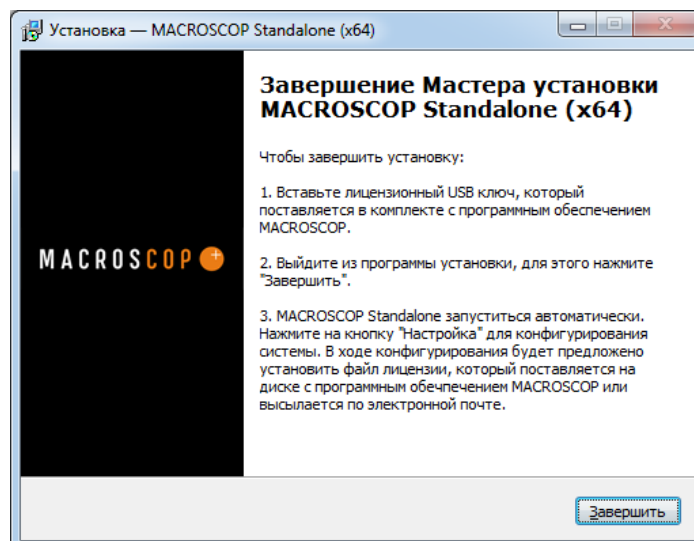 Установка — MACROSCOP Standalone (x64)
Завершение Мастера установки
MACROSCOP Standalone (x64)
Чтобы завершить установку:
1. Вставьте лицензионный USB ключ, который
поставляется в комплекте с программным обеспечением
MACROSCOP.
MACROSCOP
2. Выйдите из программы установки, для этого нажмите
"Завершить".
3. MACROSCOP Standalone запуститься автоматически.
Нажмите на кнопку "Настройка" для конфигурирования
системы. В ходе конфигурирования будет предложено
установить файл лицензии, который поставляется на
диске с программным обечпечением MACROSCOP или
высылается по электронной почте.
Завершить